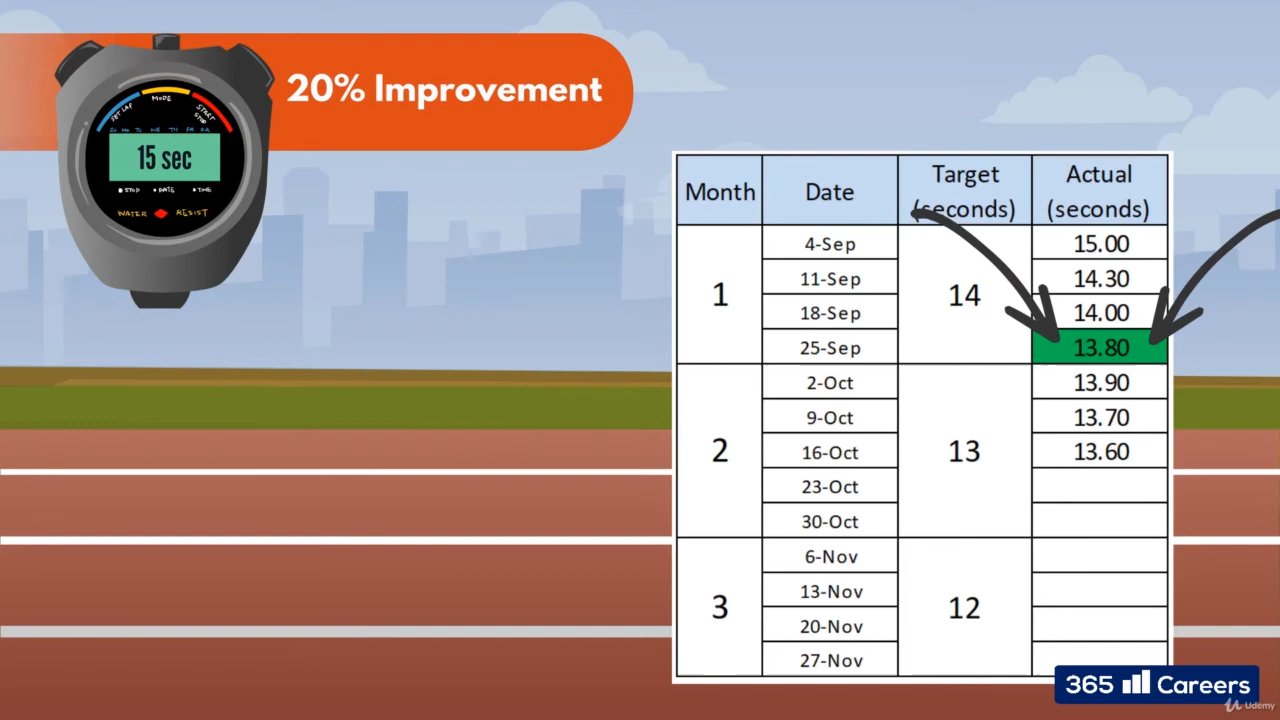 20% Improvement
SET LAP
MODE
START
STOP
SU MO TU WE TH FR
15 sec
STOP DATE TIME
WATER RESIST
Month Date Target (seconds) Actual (seconds)
1 14
4-Sep 15.00
11-Sep 14.30
18-Sep 14.00
25-Sep 13.80
2 13
2-Oct 13.90
9-Oct 13.70
16-Oct 13.60
23-Oct
30-Oct
3 12
6-Nov
13-Nov
20-Nov
27-Nov
365 Careers
Udemy